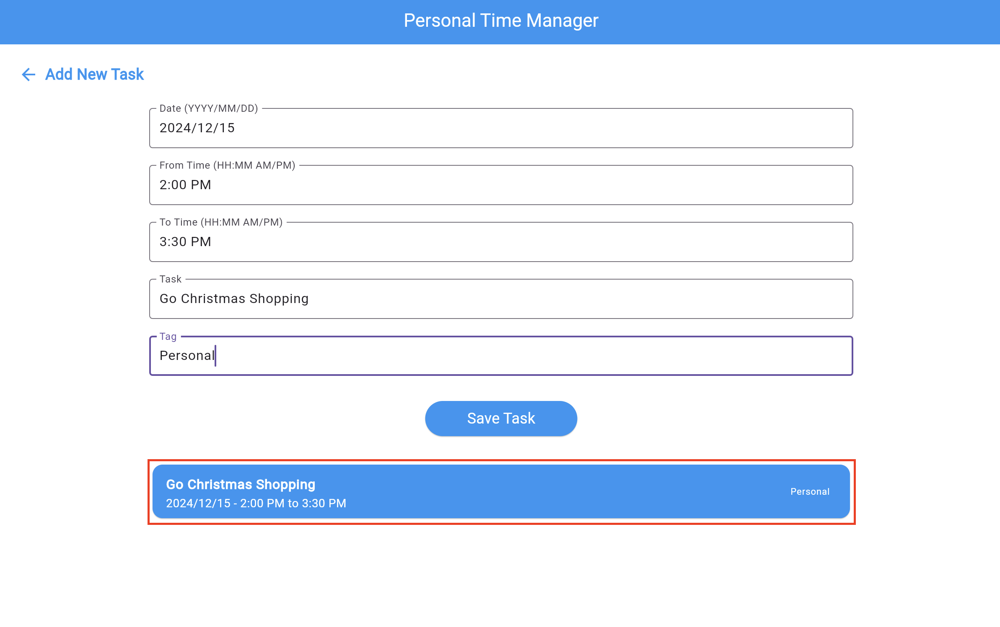 Personal Time Manager
Add New Task
Date (YYYY/MM/DD)
2024/12/15
From Time (HH:MM AM/PM)
2:00 PM
To Time (HH:MM AM/PM)
3:30 PM
Task
Go Christmas Shopping
Tag
Personal
Save Task
Go Christmas Shopping
2024/12/15 - 2:00 PM to 3:30 PM
Personal